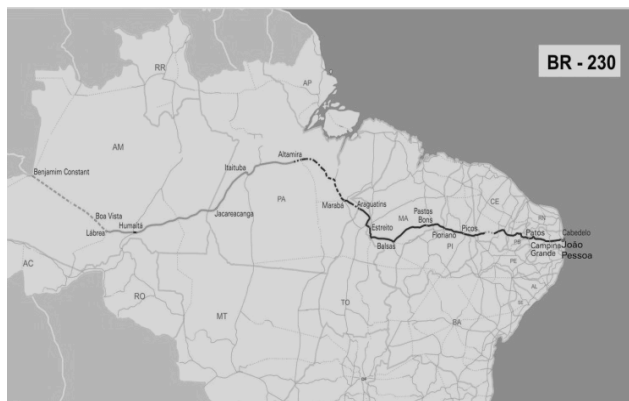 BR - 230
RR
AP
AM
Benjamim Constant
Itaituba
Altamira
PA
Boa Vista
Humaitá
Lábrea
Jacareacanga
Marabá
Araguatins
Estreito
Balsas
MA
Pastos
Bons
Floriano
PI
Picos
CE
RN
PB
Patos
Campina
Grande
Cabedelo
João
Pessoa
PE
AL
AC
RO
MT
TO
BA